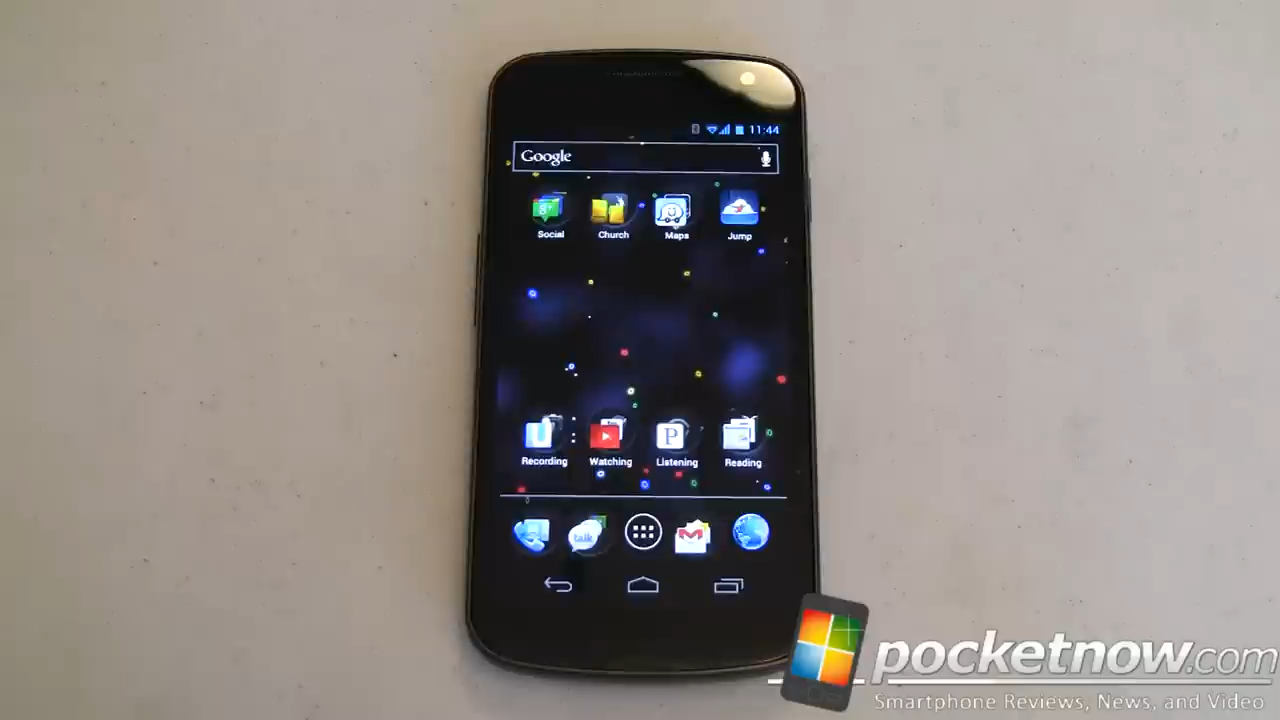 11:44
Google
Social Church Maps Jump
Recording Watching Listening Reading
talk
pocketnow.com
Smartphone Reviews, News, and Video